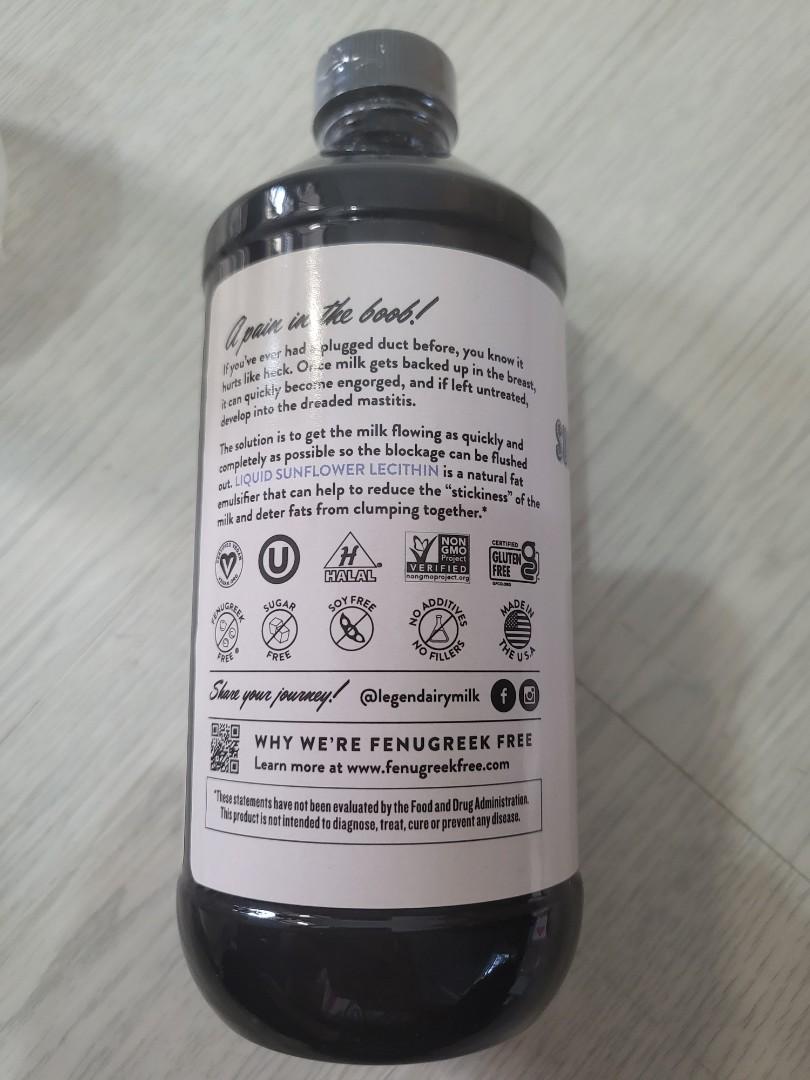 A pain in the boob!
If you've ever had a plugged duct before, you know it
hurts like heck. Once milk gets backed up in the breast,
it can quickly become engorged, and if left untreated,
develop into the dreaded mastitis.
The solution is to get the milk flowing as quickly and
completely as possible so the blockage can be flushed
out. LIQUID SUNFLOWER LECITHIN is a natural fat
emulsifier that can help to reduce the “stickiness” of the
milk and deter fats from clumping together.*
CERTIFIED VEGAN
VEGAN.ORG
U
H
HALAL
NON
GMO
Project
VERIFIED
nongmoproject.org
CERTIFIED
GLUTEN
FREE
g
GFCO.ORG
FENUGREEK
FREE®
SUGAR
FREE
SOY FREE
NO ADDITIVES
NO FILLERS
MADE IN
THE U.S.A
Share your journey! @legendairymilk f
WHY WE'RE FENUGREEK FREE
Learn more at www.fenugreekfree.com
*These statements have not been evaluated by the Food and Drug Administration.
This product is not intended to diagnose, treat, cure or prevent any disease.